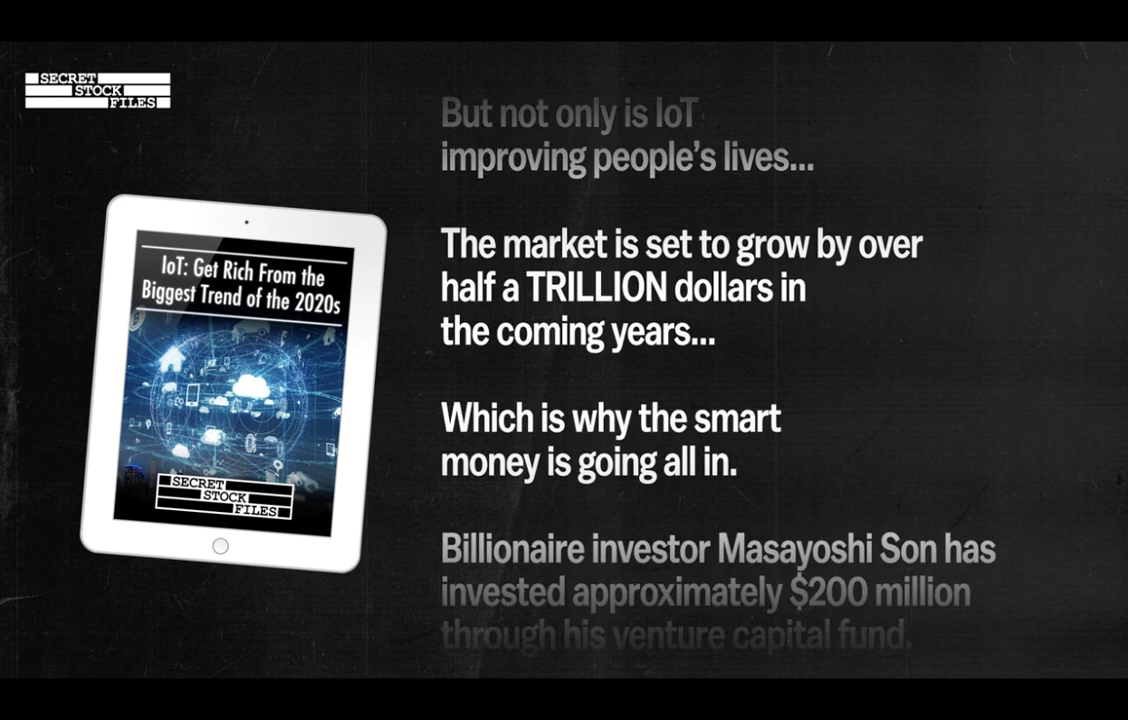 SECRET
STOCK
FILES
IoT: Get Rich From the
Biggest Trend of the 2020s
SECRET
STOCK
FILES
But not only is IoT
improving people's lives...
The market is set to grow by over
half a TRILLION dollars in
the coming years...
Which is why the smart
money is going all in.
Billionaire investor Masayoshi Son has
invested approximately $200 million
through his venture capital fund.